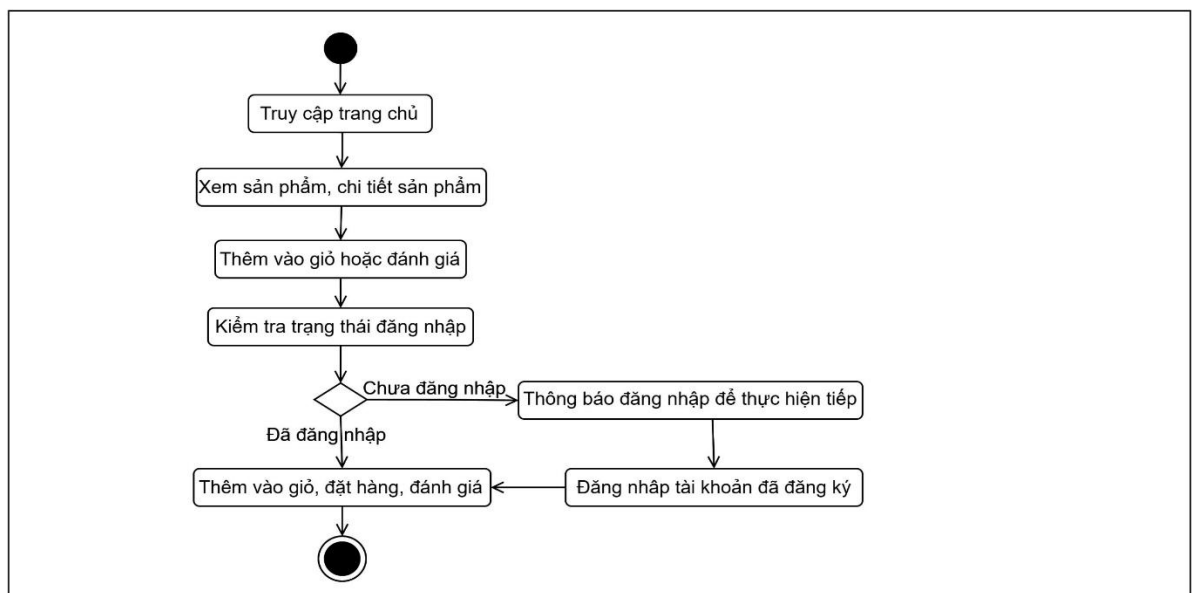 Truy cập trang chủ
Xem sản phẩm, chi tiết sản phẩm
Thêm vào giỏ hoặc đánh giá
Kiểm tra trạng thái đăng nhập
Chưa đăng nhập
Thông báo đăng nhập để thực hiện tiếp
Đã đăng nhập
Thêm vào giỏ, đặt hàng, đánh giá
Đăng nhâp tài khoản đã đăng ký